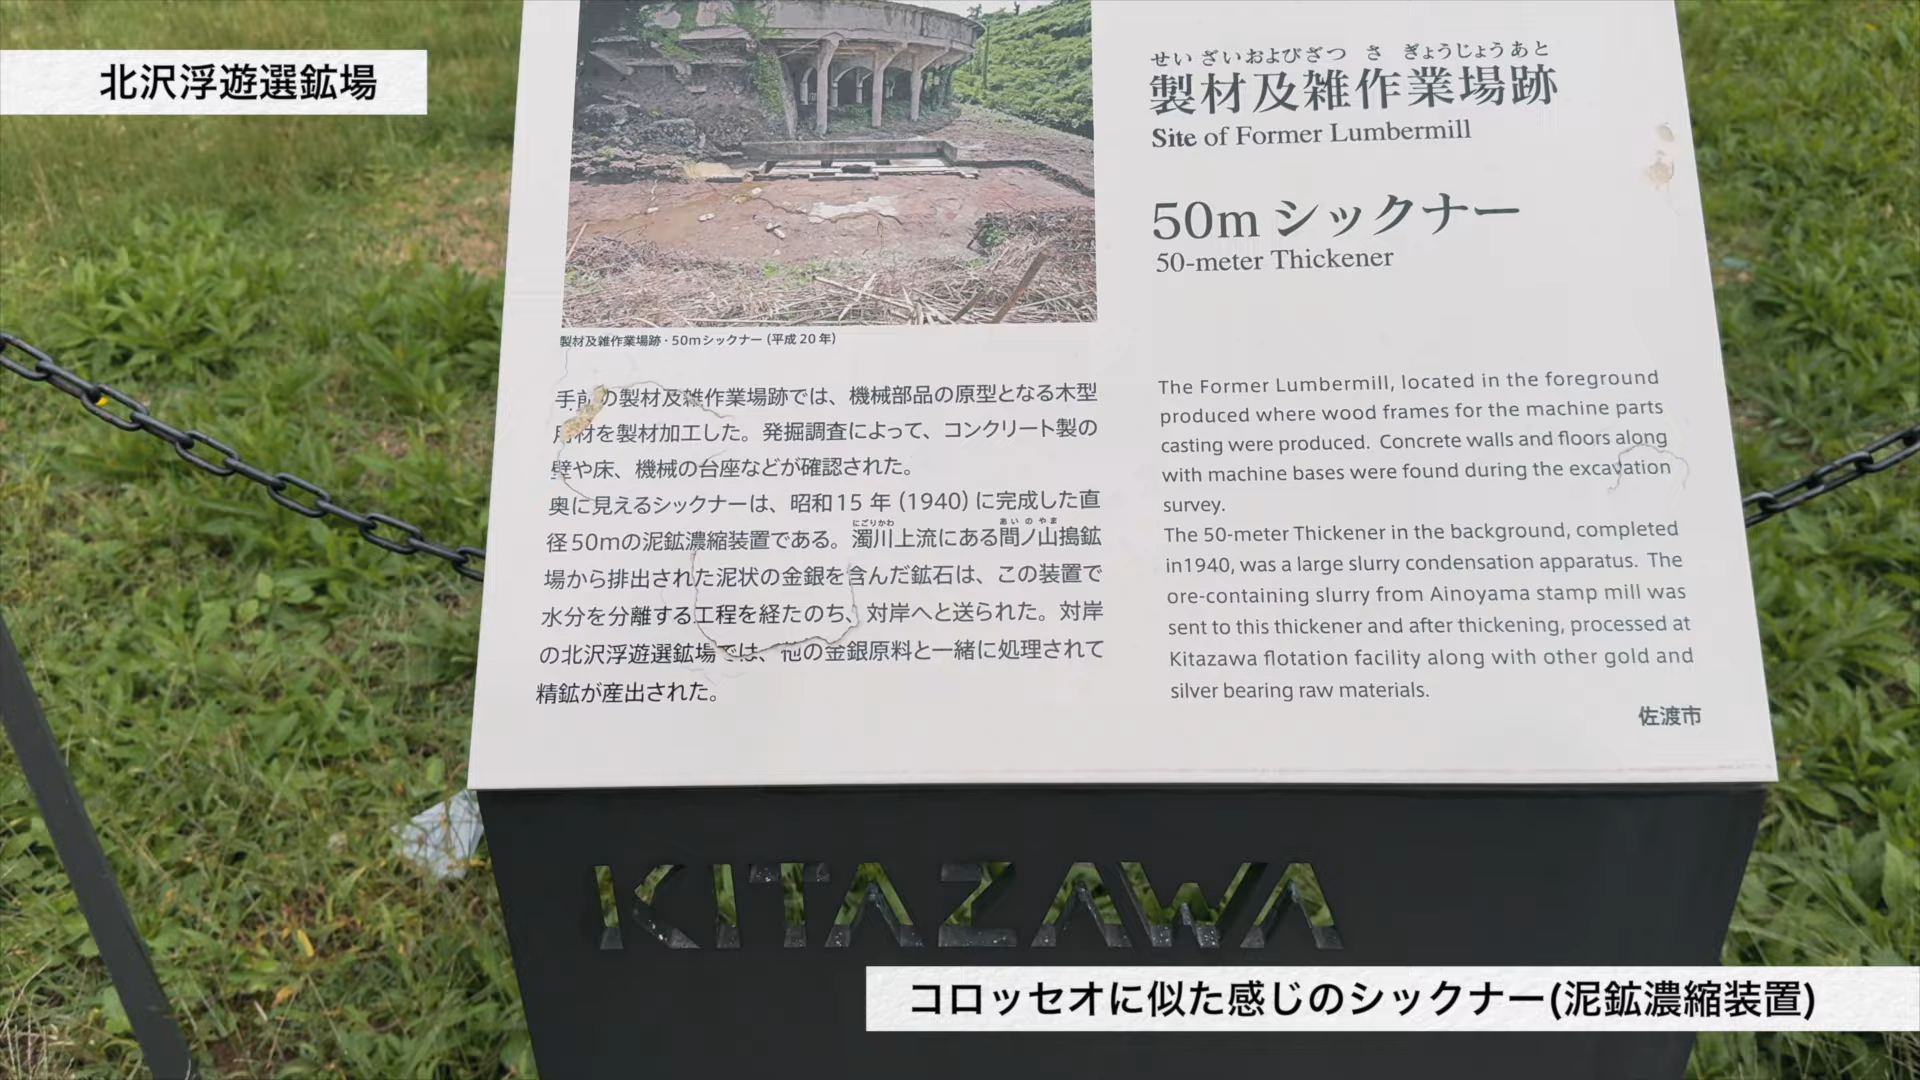 北沢浮遊選鉱場
せいざいおよびざつ さ ぎょうじょうあと
製材及雑作業場跡
Site of Former Lumbermill
50mシックナー
50-meter Thickener
製材及雑作業場跡・50mシックナー(平成20年)
手前の製材及雑作業場跡では、機械部品の原型となる木型
用材を製材加工した。発掘調査によって、コンクリート製の
壁や床、機械の台座などが確認された。
奥に見えるシックナーは、昭和15年(1940)に完成した直
にごりかわ あいのやま
径50mの泥鉱濃縮装置である。濁川上流にある間ノ山搗鉱
場から排出された泥状の金銀を含んだ鉱石は、この装置で
水分を分離する工程を経たのち、対岸へと送られた。対岸
の北沢浮遊選鉱場では、他の金銀原料と一緒に処理されて
精鉱が産出された。
The Former Lumbermill, located in the foreground
produced where wood frames for the machine parts
casting were produced. Concrete walls and floors along
with machine bases were found during the excavation
survey.
The 50-meter Thickener in the background, completed
in1940, was a large slurry condensation apparatus. The
ore-containing slurry from Ainoyama stamp mill was
sent to this thickener and after thickening, processed at
Kitazawa flotation facility along with other gold and
silver bearing raw materials.
佐渡市
KITAZAWA
コロッセオに似た感じのシックナー(泥鉱濃縮装置)